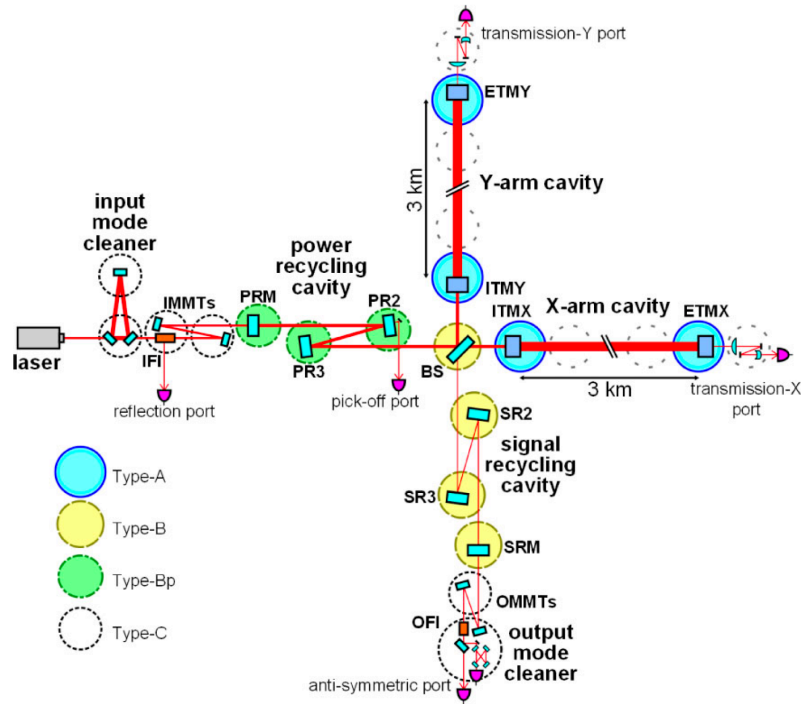 transmission-Y port
ETMY
3 km
Y-arm cavity
input
mode
cleaner
power
recycling
cavity
IMMTs
PRM
PR2
ITMY
ITMX
X-arm cavity
ETMX
laser
IFI
PR3
BS
3 km
transmission-X
port
reflection port
pick-off port
SR2
signal
recycling
cavity
SR3
SRM
Type-A
Type-B
Type-Bp
Type-C
OMMTs
OFI
output
mode
cleaner
anti-symmetric port